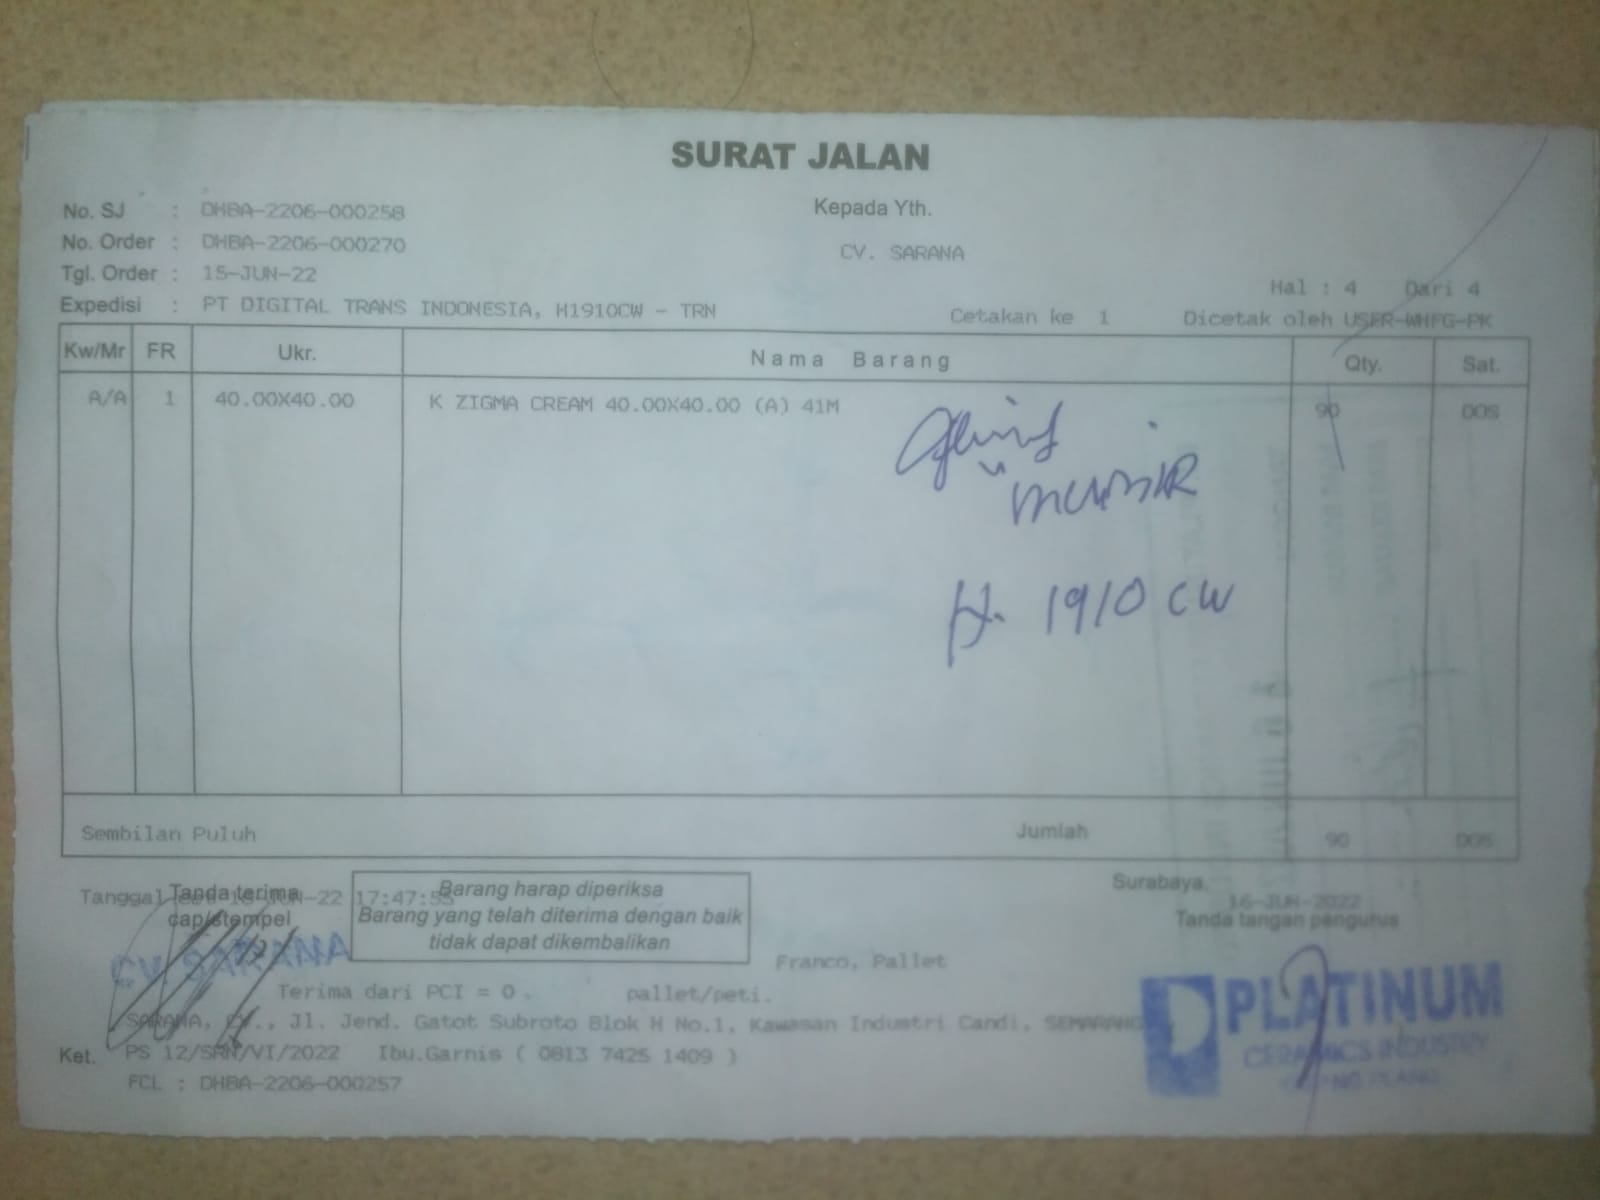 SURAT JALAN
No. SJ : DHBA-2206-000258
Kepada Yth.
No. Order : DHBA-2206-000270
CV. SARANA
Tgl. Order : 15-JUN-22
Hal : 4 Dari 4
Expedisi : PT DIGITAL TRANS INDONESIA, H1910CW - TRN
Cetakan ke 1 Dicetak oleh USER-WHFG-PK
Kw/Mr FR Ukr. Nama Barang Qty. Sat.
A/A 1 40.00X40.00 K ZIGMA CREAM 40.00X40.00 (A) 41M 90 DOS
H. 1910 CW
Sembilan Puluh Jumlah 90 DOS
Tanggal 16-JUN-22 17:47:55
Tanda terima
cap/stempel
Barang harap diperiksa
Barang yang telah diterima dengan baik
tidak dapat dikembalikan
Surabaya, 16-JUN-2022
Tanda tangan pengurus
CV. SARANA
Franco, Pallet
Terima dari PCI = 0 . pallet/peti.
SARANA, CV., Jl. Jend. Gatot Subroto Blok H No.1, Kawasan Industri Candi, SEMARANG
Ket. PS 12/SRN/VI/2022 Ibu.Garnis ( 0813 7425 1409 )
FCL : DHBA-2206-000257
PLATINUM
CERAMICS INDUSTRY